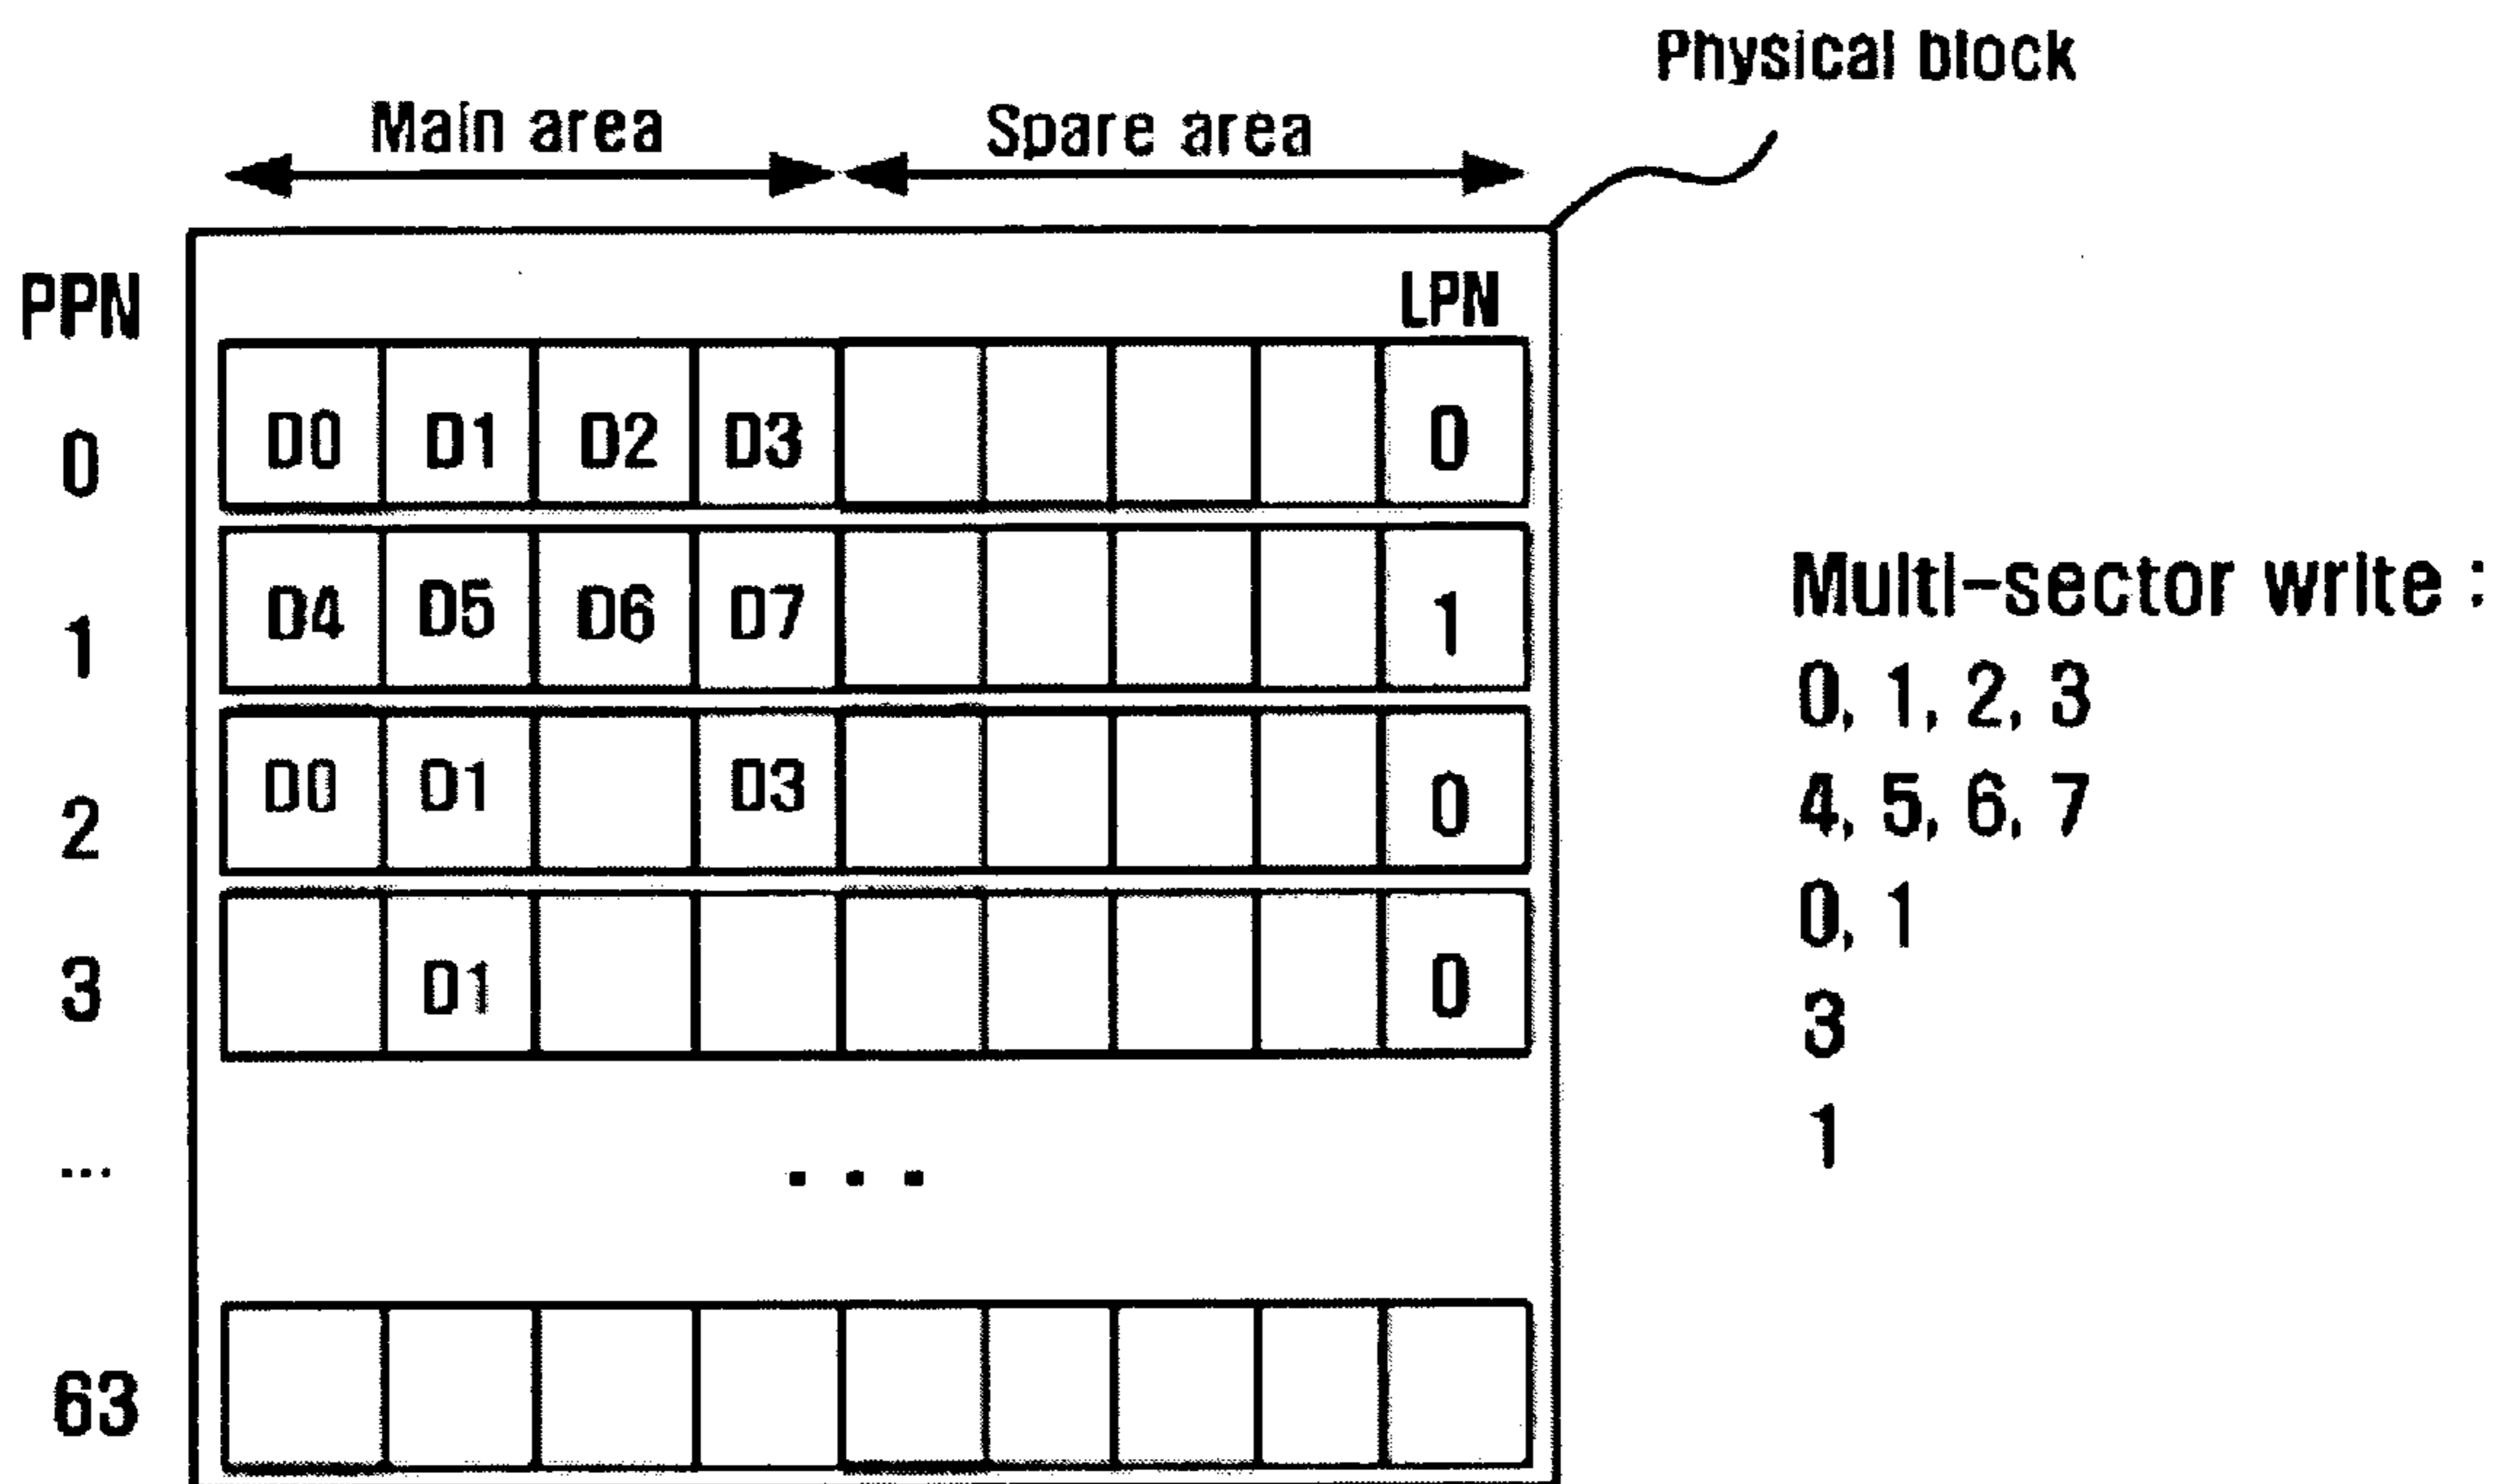 Physical block
Main area Spare area
PPN LPN
0 D0 D1 D2 D3 0
1 D4 D5 D6 D7 1
2 D0 D1 D3 0
3 D1 0
... ...
63
Multi-sector write :
0, 1, 2, 3
4, 5, 6, 7
0, 1
3
1